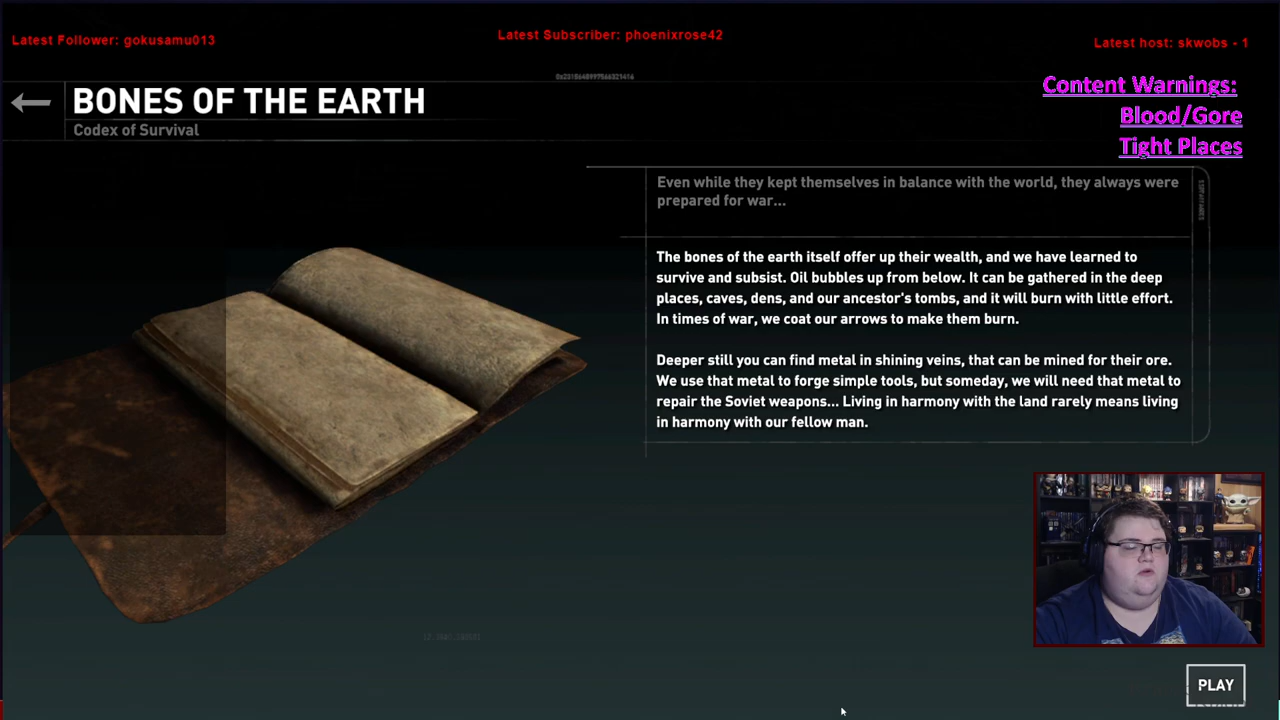 Latest Follower: gokusamu013
Latest Subscriber: phoenixrose42
Latest host: skwobs - 1
BONES OF THE EARTH
Codex of Survival
Content Warnings:
Blood/Gore
Tight Places
Even while they kept themselves in balance with the world, they always were
prepared for war...
The bones of the earth itself offer up their wealth, and we have learned to
survive and subsist. Oil bubbles up from below. It can be gathered in the deep
places, caves, dens, and our ancestor's tombs, and it will burn with little effort.
In times of war, we coat our arrows to make them burn.
Deeper still you can find metal in shining veins, that can be mined for their ore.
We use that metal to forge simple tools, but someday, we will need that metal to
repair the Soviet weapons... Living in harmony with the land rarely means living
in harmony with our fellow man.
PLAY